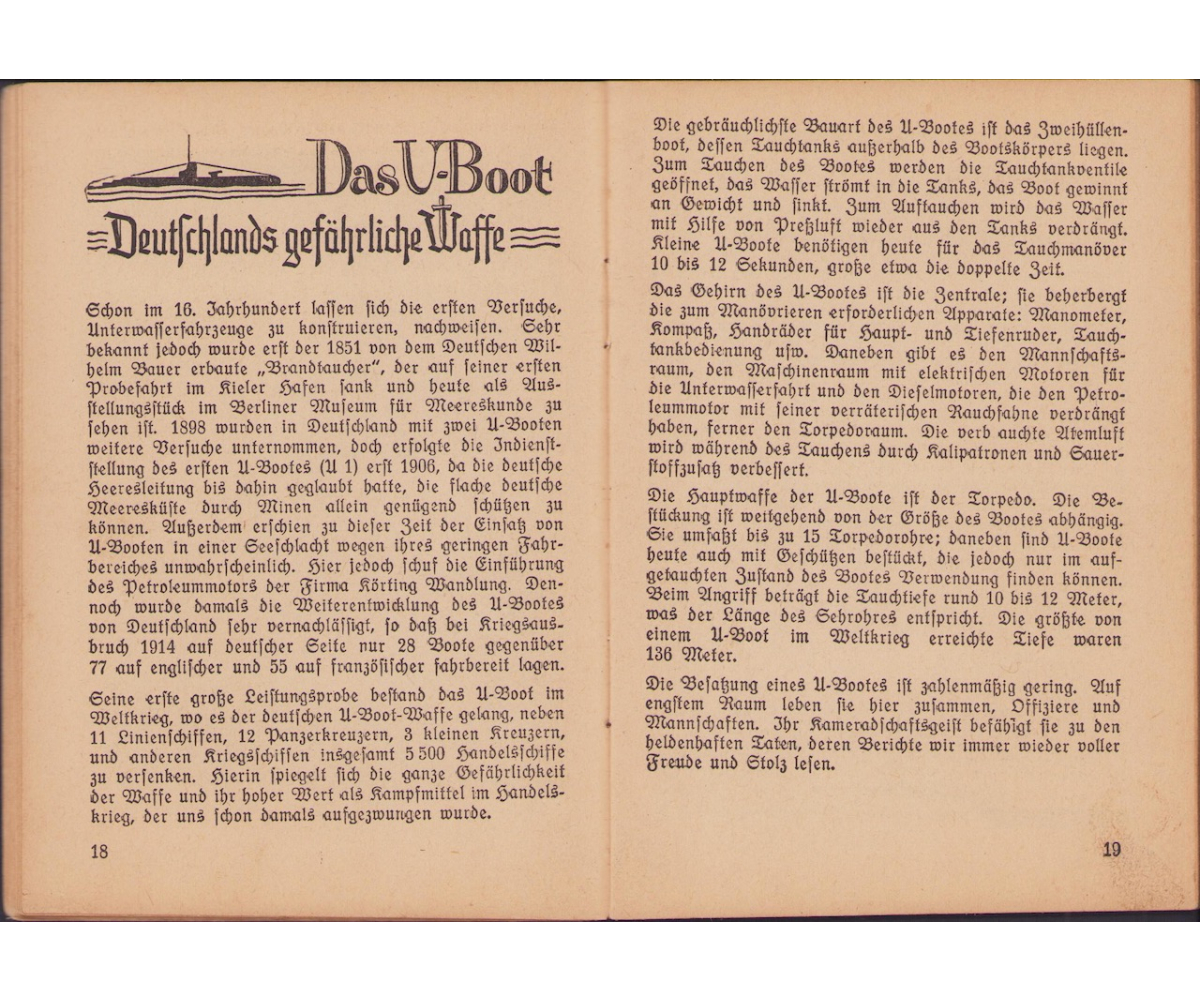 Das U-Boot
Deutschlands gefährliche Waffe
Schon im 16. Jahrhundert lassen sich die ersten Versuche,
Unterwasserfahrzeuge zu konstruieren, nachweisen. Sehr
bekannt jedoch wurde erst der 1851 von dem Deutschen Wil-
helm Bauer erbaute „Brandtaucher“, der auf seiner ersten
Probefahrt im Kieler Hafen sank und heute als Aus-
stellungsstück im Berliner Museum für Meereskunde zu
sehen ist. 1898 wurden in Deutschland mit zwei U-Booten
weitere Versuche unternommen, doch erfolgte die Indienst-
stellung des ersten U-Bootes (U 1) erst 1906, da die deutsche
Heeresleitung bis dahin geglaubt hatte, die flache deutsche
Meeresküste durch Minen allein genügend schützen zu
können. Außerdem erschien zu dieser Zeit der Einsatz von
U-Booten in einer Seeschlacht wegen ihres geringen Fahr-
bereiches unwahrscheinlich. Hier jedoch schuf die Einführung
des Petroleummotors der Firma Körting Wandlung. Den-
noch wurde damals die Weiterentwicklung des U-Bootes
von Deutschland sehr vernachlässigt, so daß bei Kriegsaus-
bruch 1914 auf deutscher Seite nur 28 Boote gegenüber
77 auf englischer und 55 auf französischer fahrbereit lagen.
Seine erste große Leistungsprobe bestand das U-Boot im
Weltkrieg, wo es der deutschen U-Boot-Waffe gelang, neben
11 Linienschiffen, 12 Panzerkreuzern, 3 kleinen Kreuzern,
und anderen Kriegsschiffen insgesamt 5 500 Handelsschiffe
zu versenken. Hierin spiegelt sich die ganze Gefährlichkeit
der Waffe und ihr hoher Wert als Kampfmittel im Handels-
krieg, der uns schon damals aufgezwungen wurde.
18
Die gebräuchlichste Bauart des U-Bootes ist das Zweihüllen-
boot, dessen Tauchtanks außerhalb des Bootskörpers liegen.
Zum Tauchen des Bootes werden die Tauchtankventile
geöffnet, das Wasser strömt in die Tanks, das Boot gewinnt
an Gewicht und sinkt. Zum Auftauchen wird das Wasser
mit Hilfe von Preßluft wieder aus den Tanks verdrängt.
Kleine U-Boote benötigen heute für das Tauchmanöver
10 bis 12 Sekunden, große etwa die doppelte Zeit.
Das Gehirn des U-Bootes ist die Zentrale; sie beherbergt
die zum Manövrieren erforderlichen Apparate: Manometer,
Kompaß, Handräder für Haupt- und Tiefenruder, Tauch-
tankbedienung usw. Daneben gibt es den Mannschafts-
raum, den Maschinenraum mit elektrischen Motoren für
die Unterwasserfahrt und den Dieselmotoren, die den Petro-
leummotor mit seiner verräterischen Rauchfahne verdrängt
haben, ferner den Torpedoraum. Die verb auchte Atemluft
wird während des Tauchens durch Kalipatronen und Sauer-
stoffzusatz verbessert.
Die Hauptwaffe der U-Boote ist der Torpedo. Die Be-
stückung ist weitgehend von der Größe des Bootes abhängig.
Sie umfaßt bis zu 15 Torpedorohre; daneben sind U-Boote
heute auch mit Geschützen bestückt, die jedoch nur im auf-
getauchten Zustand des Bootes Verwendung finden können.
Beim Angriff beträgt die Tauchtiefe rund 10 bis 12 Meter,
was der Länge des Sehrohres entspricht. Die größte von
einem U-Boot im Weltkrieg erreichte Tiefe waren
136 Meter.
Die Besatzung eines U-Bootes ist zahlenmäßig gering. Auf
engstem Raum leben sie hier zusammen, Offiziere und
Mannschaften. Ihr Kameradschaftsgeist befähigt sie zu den
heldenhaften Taten, deren Berichte wir immer wieder voller
Freude und Stolz lesen.
19